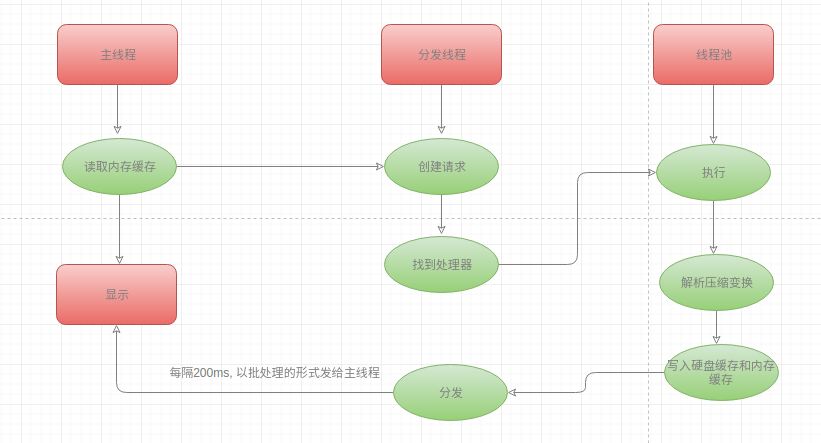 主线程
分发线程
线程池
读取内存缓存
创建请求
执行
找到处理器
显示
解析压缩变换
写入硬盘缓存和内存
缓存
每隔200ms, 以批处理的形式发给主线程
分发